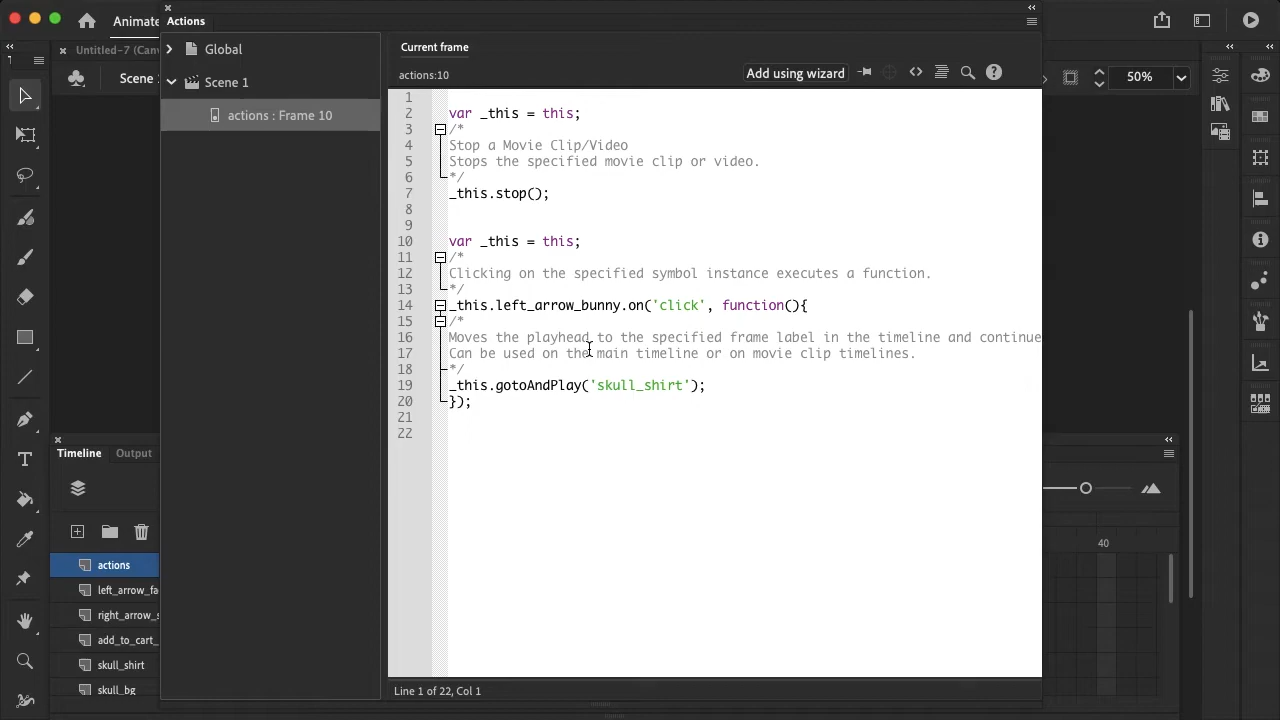 Animate
Actions
Untitled-7 (Can
Scene
50%
Global
Scene 1
actions : Frame 10
Current frame
actions:10
Add using wizard
1
2 var _this = this;
3 /*
4 Stop a Movie Clip/Video
5 Stops the specified movie clip or video.
6 */
7 _this.stop();
8
9
10 var _this = this;
11 /*
12 Clicking on the specified symbol instance executes a function.
13 */
14 _this.left_arrow_bunny.on('click', function(){
15 /*
16 Moves the playhead to the specified frame label in the timeline and continue
17 Can be used on the main timeline or on movie clip timelines.
18 */
19 _this.gotoAndPlay('skull_shirt');
20 });
21
22
Line 1 of 22, Col 1
Timeline
Output
40
actions
left_arrow_fa
right_arrow_s
add_to_cart_
skull_shirt
skull_bg